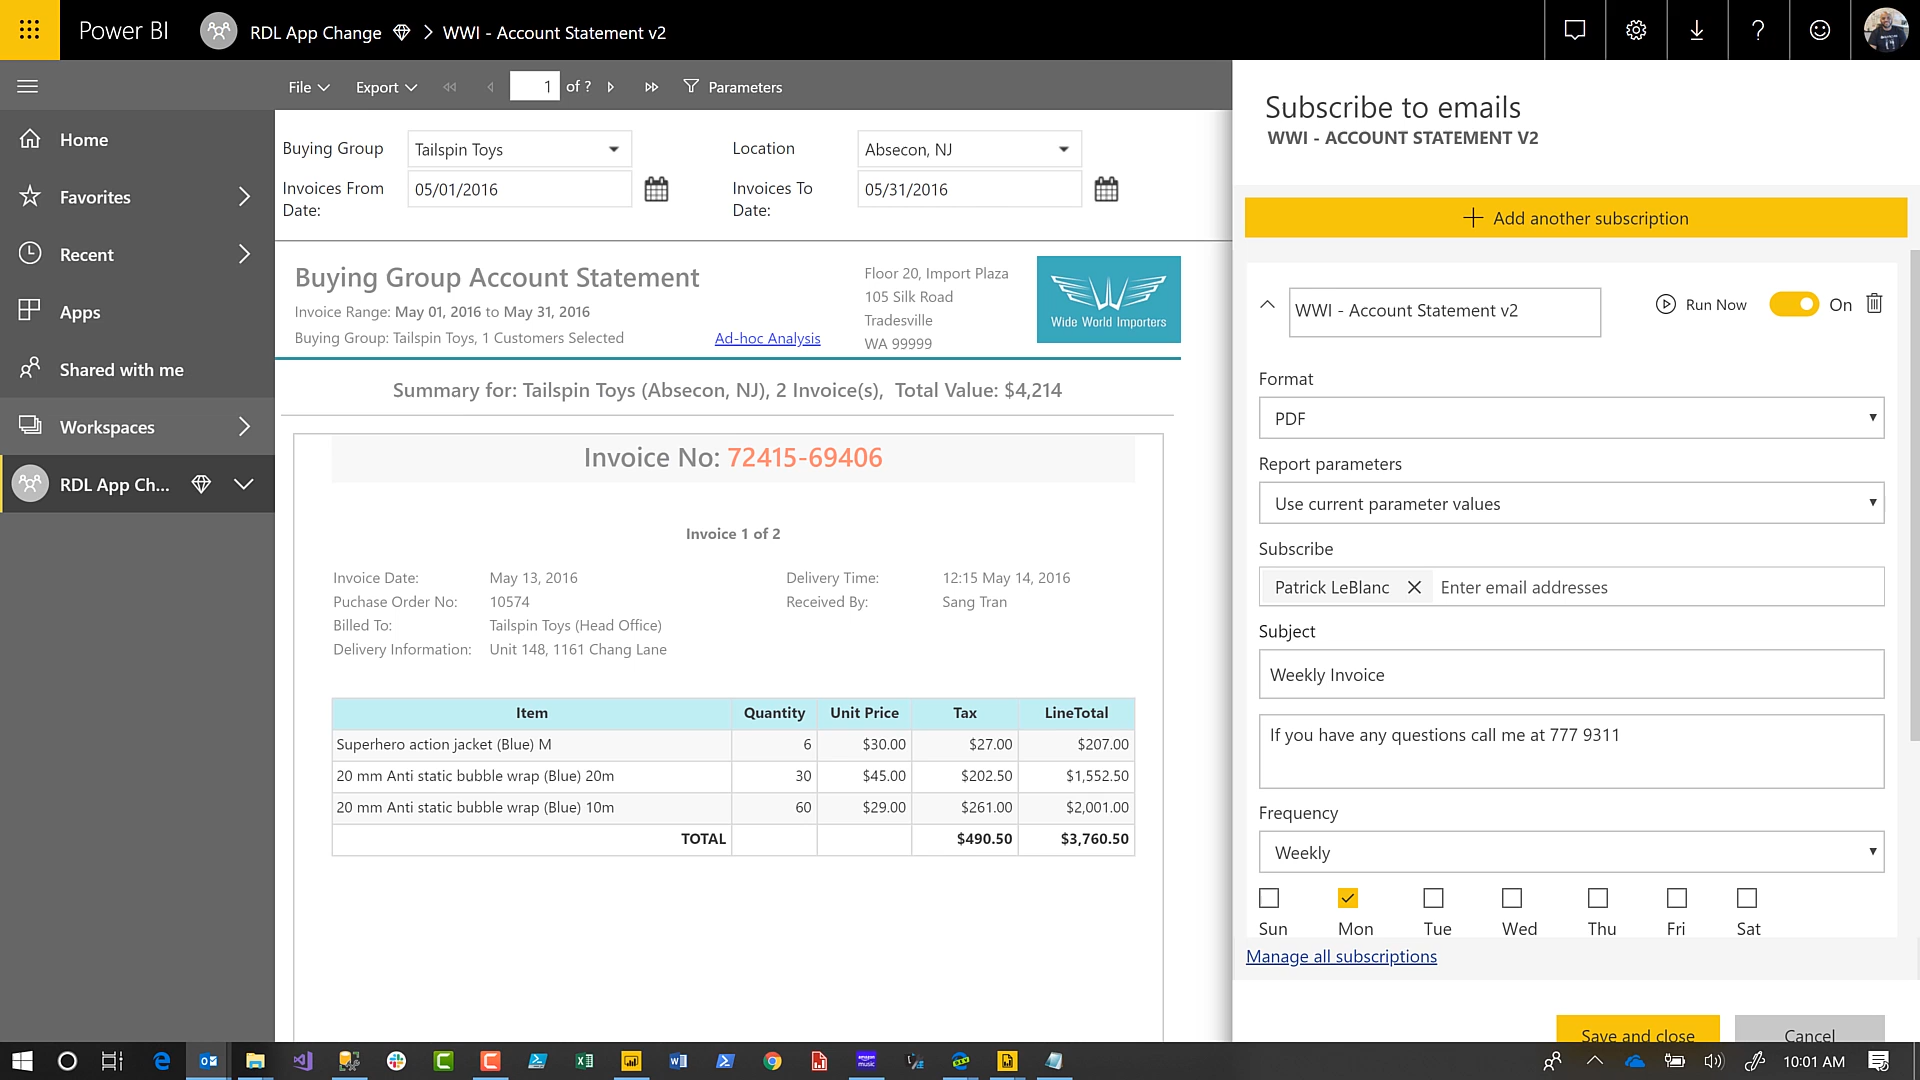 Power BI
RDL App Change
WWI - Account Statement v2
File
Export
1 of ?
Parameters
Home
Favorites
Recent
Apps
Shared with me
Workspaces
RDL App Ch...
Buying Group
Tailspin Toys
Location
Absecon, NJ
Invoices From Date:
05/01/2016
Invoices To Date:
05/31/2016
Buying Group Account Statement
Invoice Range: May 01, 2016 to May 31, 2016
Buying Group: Tailspin Toys, 1 Customers Selected
Ad-hoc Analysis
Floor 20, Import Plaza
105 Silk Road
Tradesville
WA 99999
Wide World Importers
Summary for: Tailspin Toys (Absecon, NJ), 2 Invoice(s), Total Value: $4,214
Invoice No: 72415-69406
Invoice 1 of 2
Invoice Date: May 13, 2016
Puchase Order No: 10574
Billed To: Tailspin Toys (Head Office)
Delivery Information: Unit 148, 1161 Chang Lane
Delivery Time: 12:15 May 14, 2016
Received By: Sang Tran
Item Quantity Unit Price Tax LineTotal
Superhero action jacket (Blue) M 6 $30.00 $27.00 $207.00
20 mm Anti static bubble wrap (Blue) 20m 30 $45.00 $202.50 $1,552.50
20 mm Anti static bubble wrap (Blue) 10m 60 $29.00 $261.00 $2,001.00
TOTAL $490.50 $3,760.50
Subscribe to emails
WWI - ACCOUNT STATEMENT V2
Add another subscription
WWI - Account Statement v2
Run Now
On
Format
PDF
Report parameters
Use current parameter values
Subscribe
Patrick LeBlanc
Enter email addresses
Subject
Weekly Invoice
If you have any questions call me at 777 9311
Frequency
Weekly
Sun Mon Tue Wed Thu Fri Sat
Manage all subscriptions
Save and close
Cancel
10:01 AM